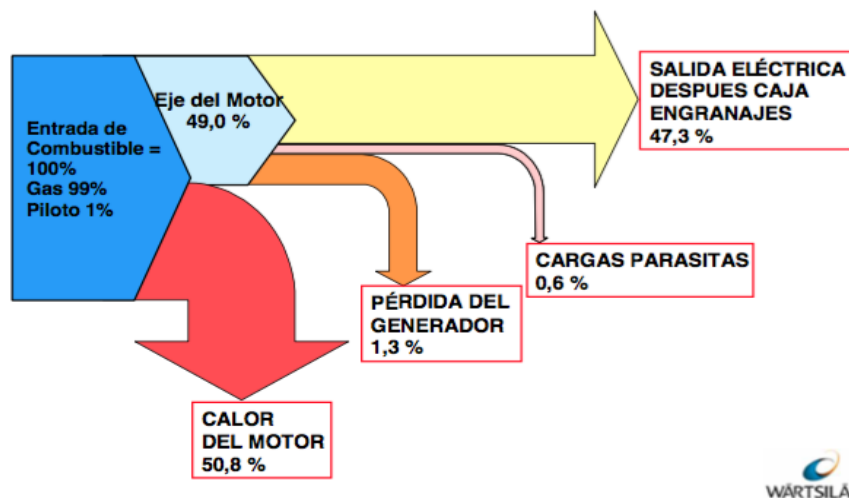 Entrada de
Combustible =
100%
Gas 99%
Piloto 1%
Eje del Motor
49,0 %
SALIDA ELÉCTRICA
DESPUES CAJA
ENGRANAJES
47,3 %
CARGAS PARASITAS
0,6 %
PÉRDIDA DEL
GENERADOR
1,3 %
CALOR
DEL MOTOR
50,8 %
WÄRTSILÄ